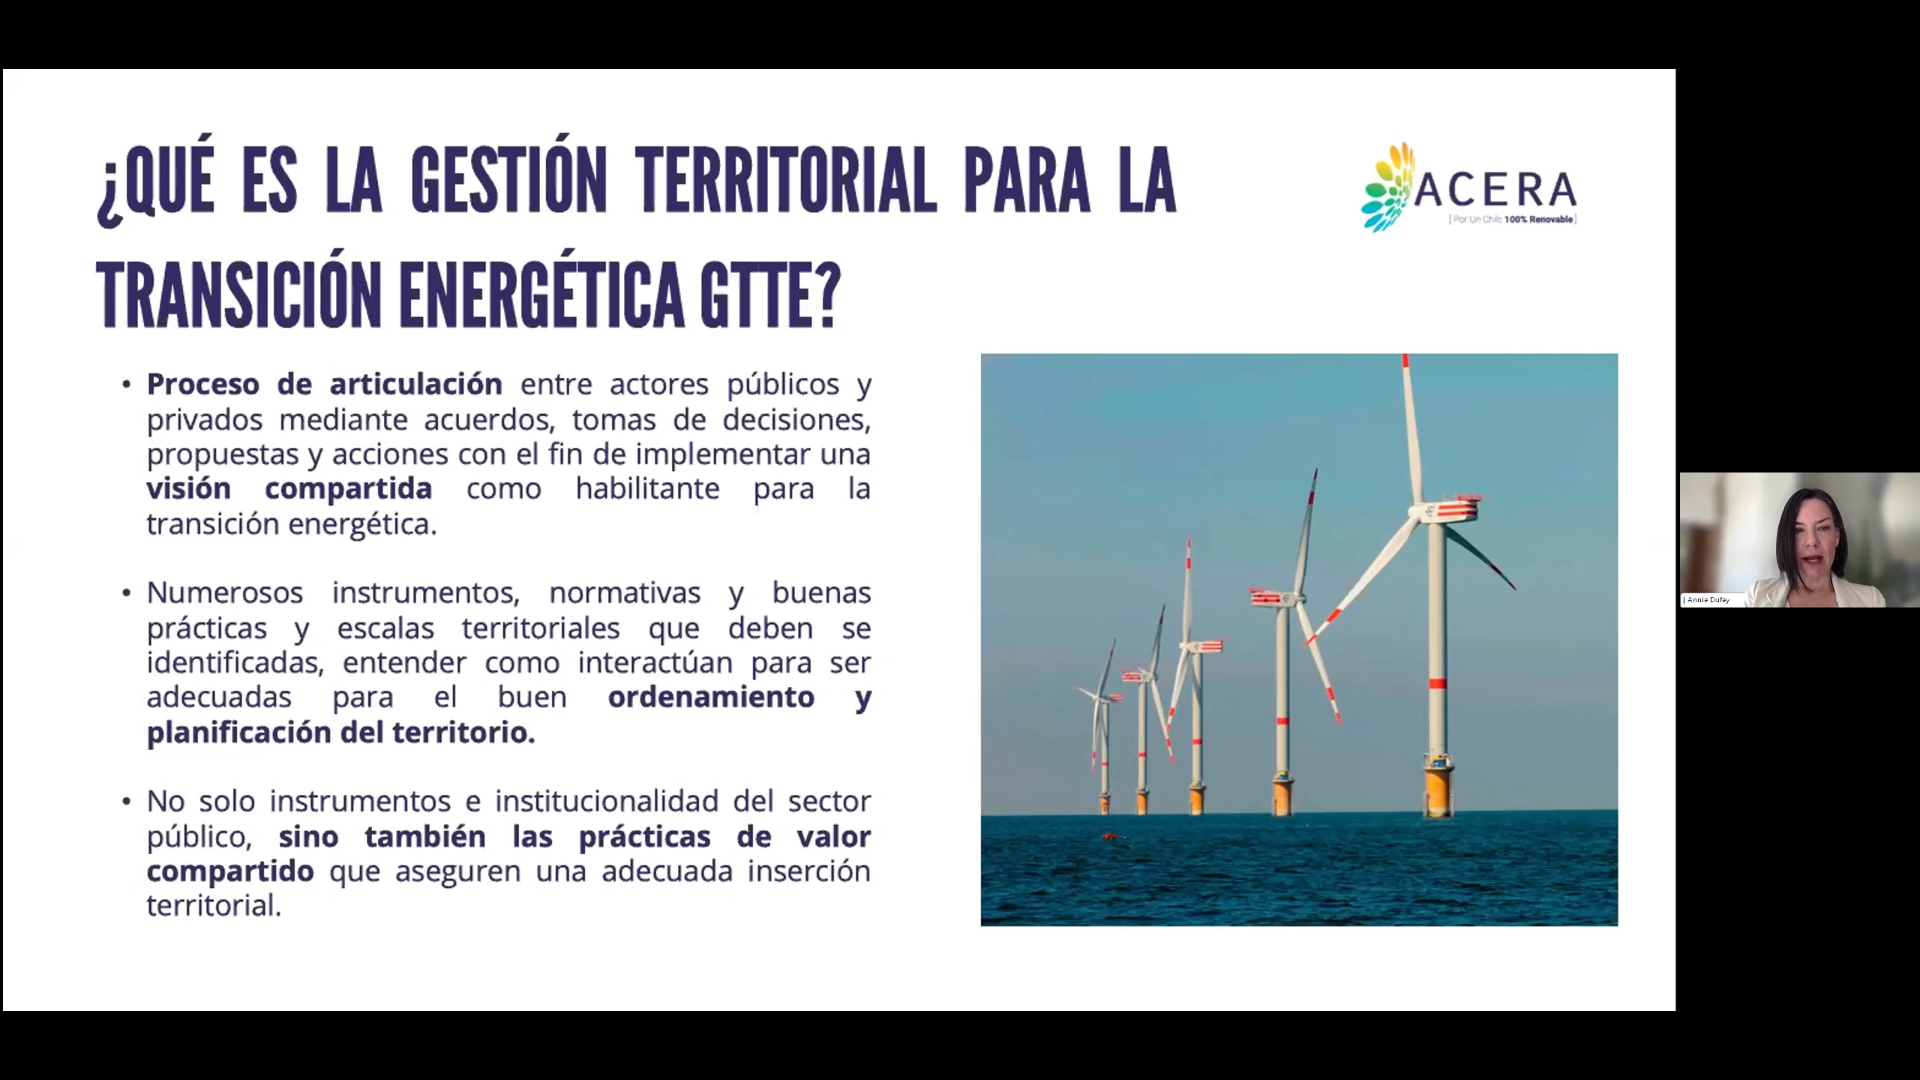 ¿QUÉ ES LA GESTIÓN TERRITORIAL PARA LA
TRANSICIÓN ENERGÉTICA GTTE?
ACERA
[ Por Un Chile 100% Renovable ]
• Proceso de articulación entre actores públicos y
privados mediante acuerdos, tomas de decisiones,
propuestas y acciones con el fin de implementar una
visión compartida como habilitante para la
transición energética.
• Numerosos instrumentos, normativas y buenas
prácticas y escalas territoriales que deben se
identificadas, entender como interactúan para ser
adecuadas para el buen ordenamiento y
planificación del territorio.
• No solo instrumentos e institucionalidad del sector
público, sino también las prácticas de valor
compartido que aseguren una adecuada inserción
territorial.
| Annie Dufey